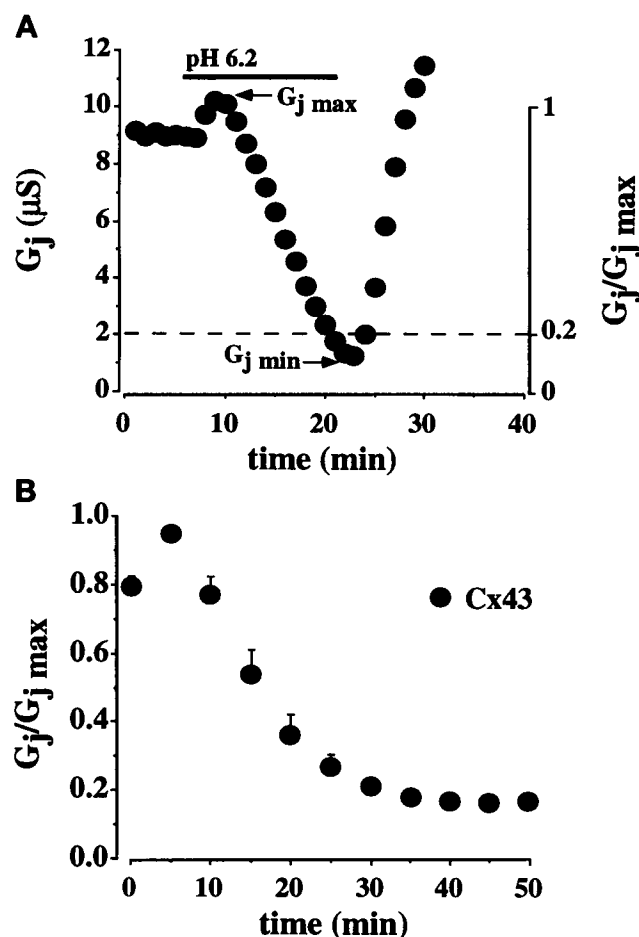 A
12
10
8
6
4
2
0
Gj (µS)
pH 6.2
Gj max
Gj min
1
0.2
0
Gj/Gj max
0 10 20 30 40
time (min)
B
1.0
0.8
0.6
0.4
0.2
0.0
Gj/Gj max
Cx43
0 10 20 30 40 50
time (min)